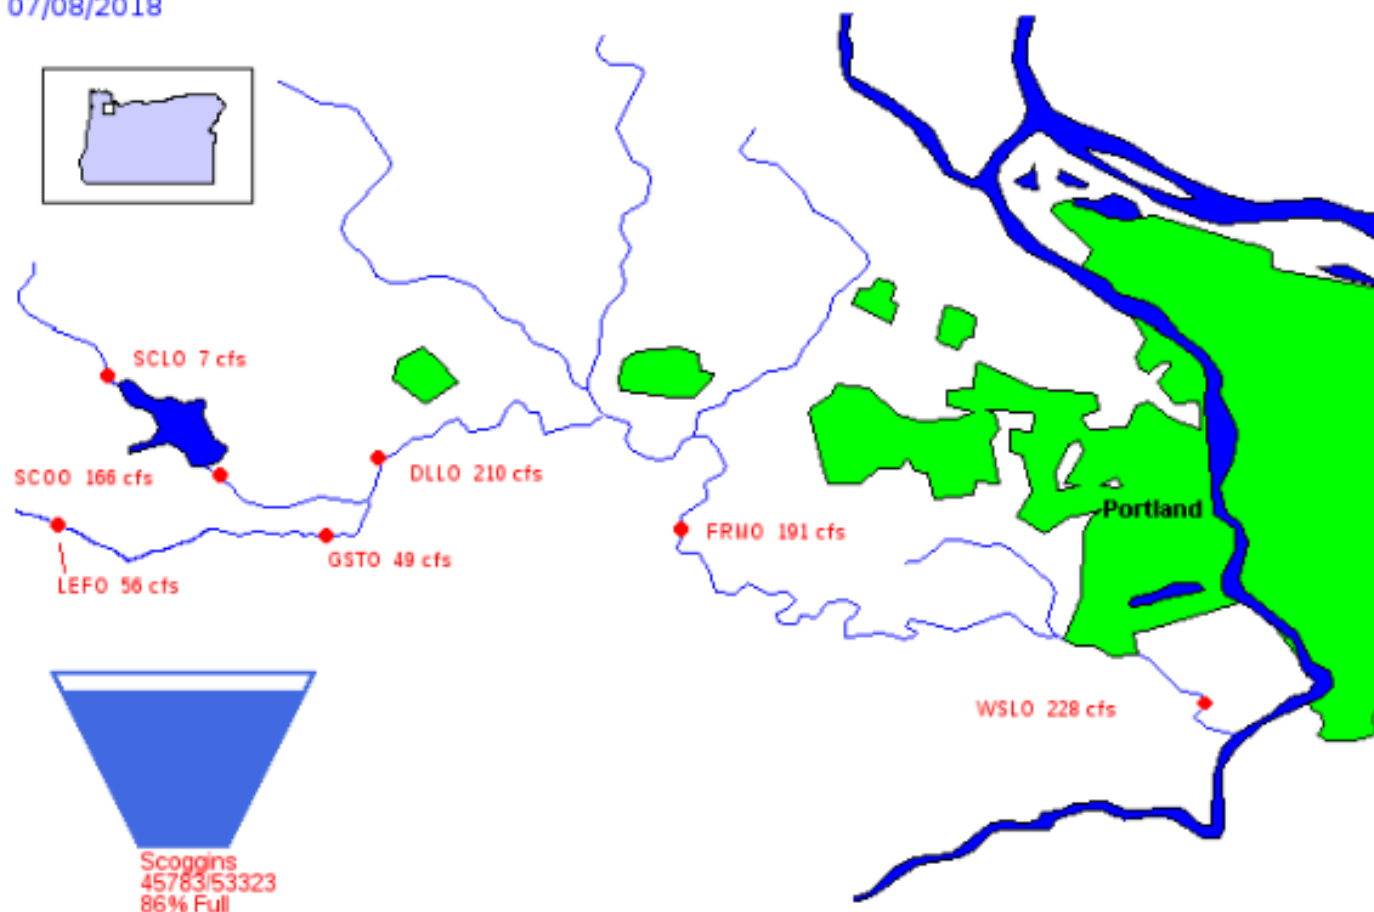 07/08/2018
SCLO 7 cfs
SCOO 166 cfs
DLLO 210 cfs
LEFO 56 cfs
GSTO 49 cfs
FRMO 191 cfs
Portland
WSLO 228 cfs
Scoggins
45783/53323
86% Full